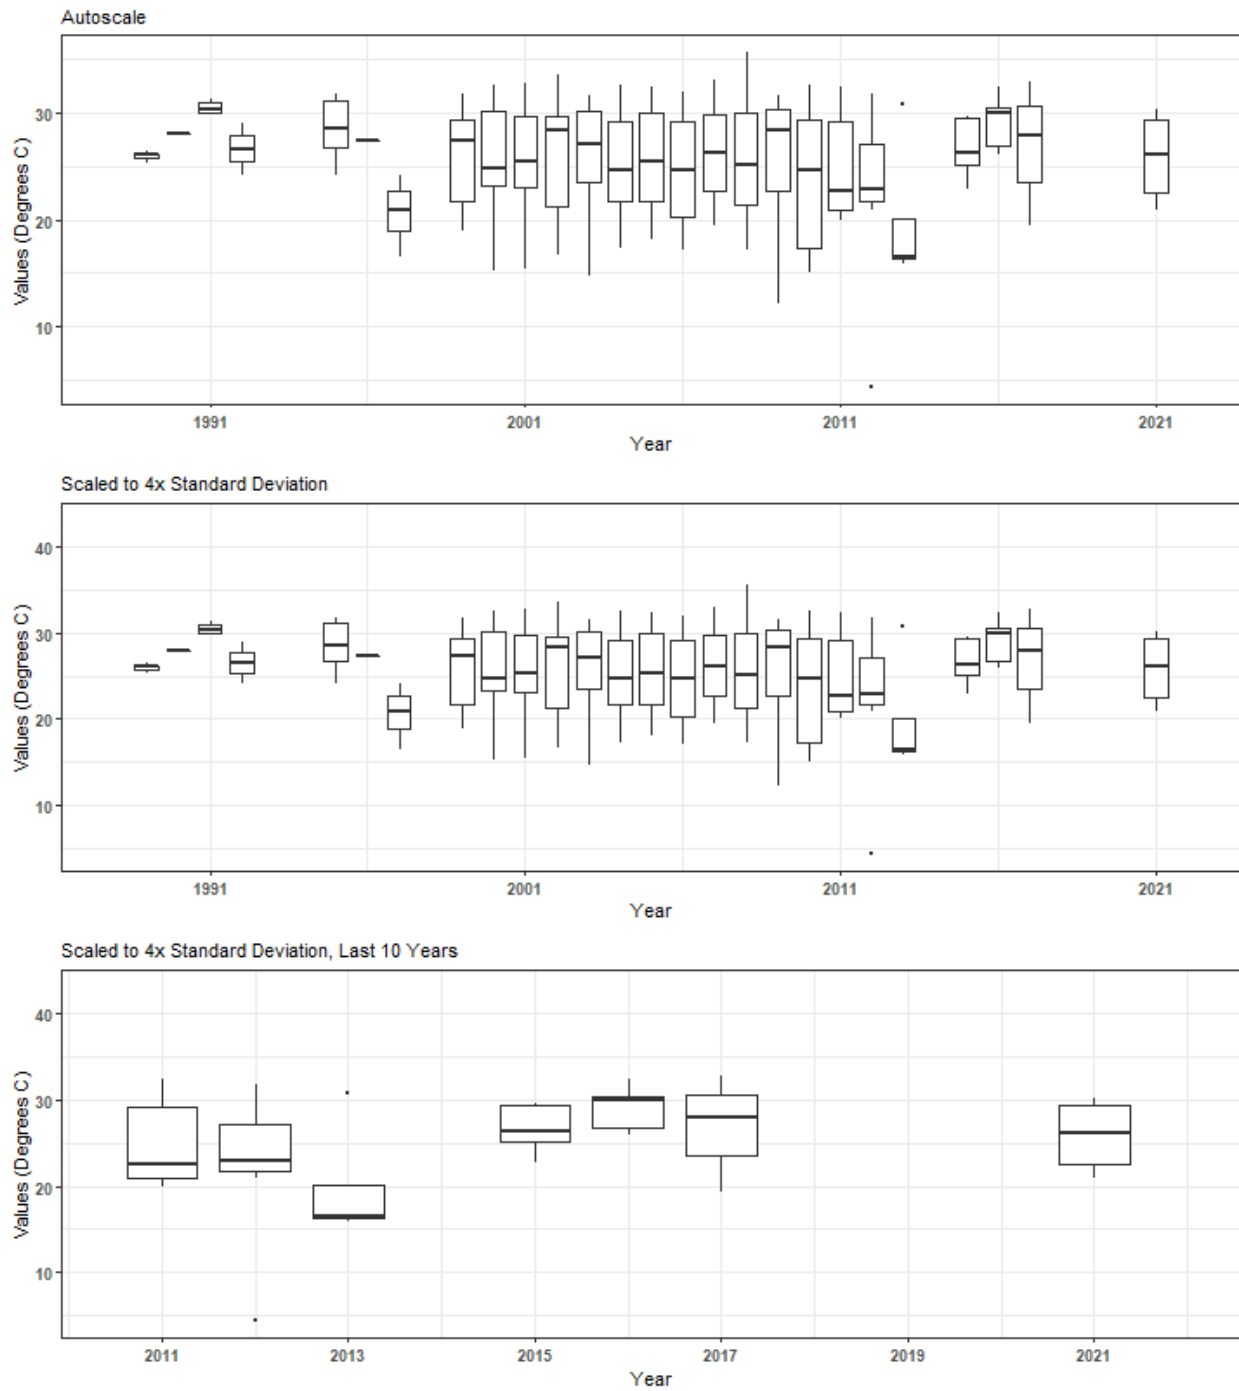 Autoscale
Values (Degrees C)
30
20
10
1991
2001
2011
2021
Year
Scaled to 4x Standard Deviation
Values (Degrees C)
40
30
20
10
1991
2001
2011
2021
Year
Scaled to 4x Standard Deviation, Last 10 Years
Values (Degrees C)
40
30
20
10
2011
2013
2015
2017
2019
2021
Year